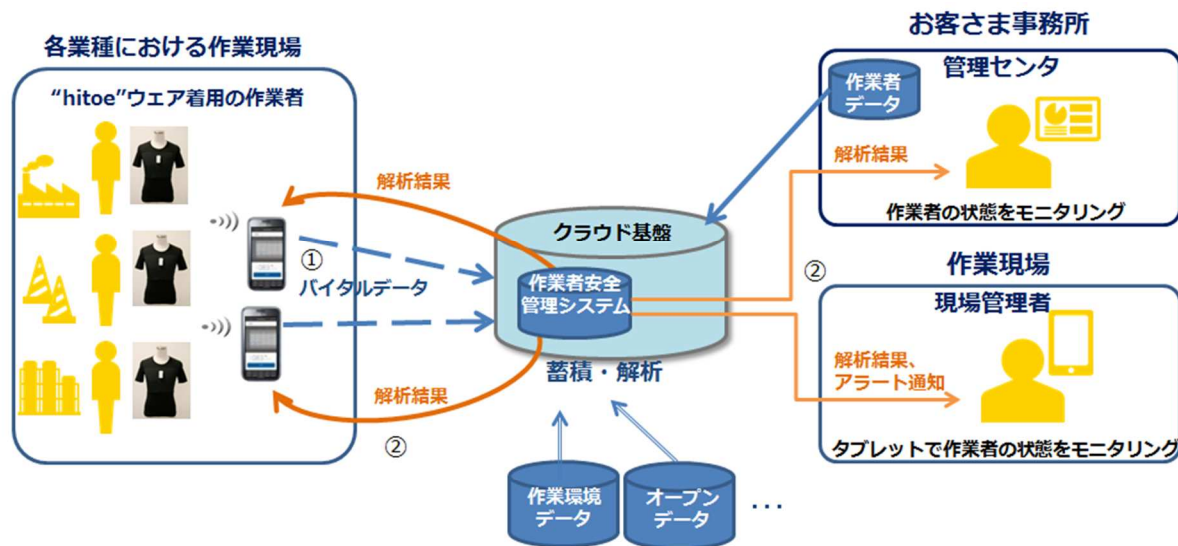 各業種における作業現場
“hitoe”ウェア着用の作業者
解析結果
①
バイタルデータ
解析結果
②
クラウド基盤
作業者安全
管理システム
蓄積・解析
作業環境
データ
オープン
データ
...
お客さま事務所
管理センタ
作業者
データ
解析結果
作業者の状態をモニタリング
②
作業現場
現場管理者
解析結果、
アラート通知
タブレットで作業者の状態をモニタリング